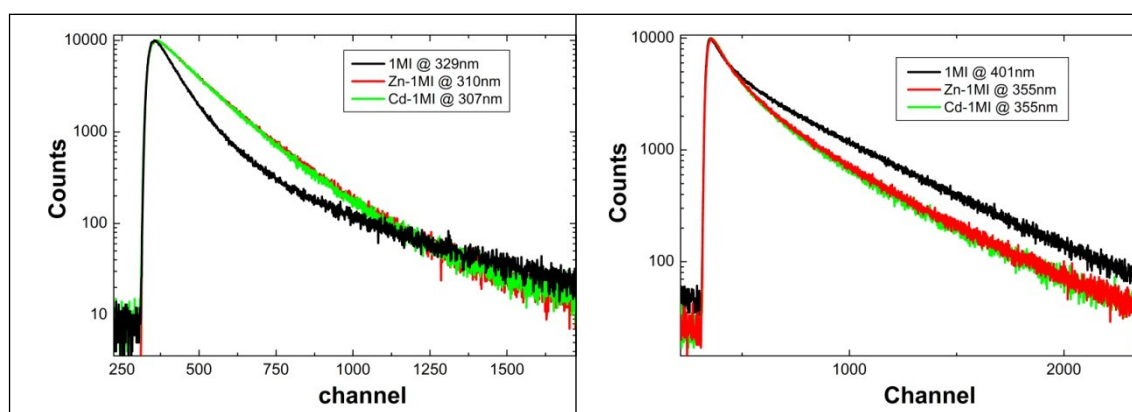 10000
1000
100
10
Counts
1MI @ 329nm
Zn-1MI @ 310nm
Cd-1MI @ 307nm
250 500 750 1000 1250 1500
channel
10000
1000
100
Counts
1MI @ 401nm
Zn-1MI @ 355nm
Cd-1MI @ 355nm
1000 2000
Channel